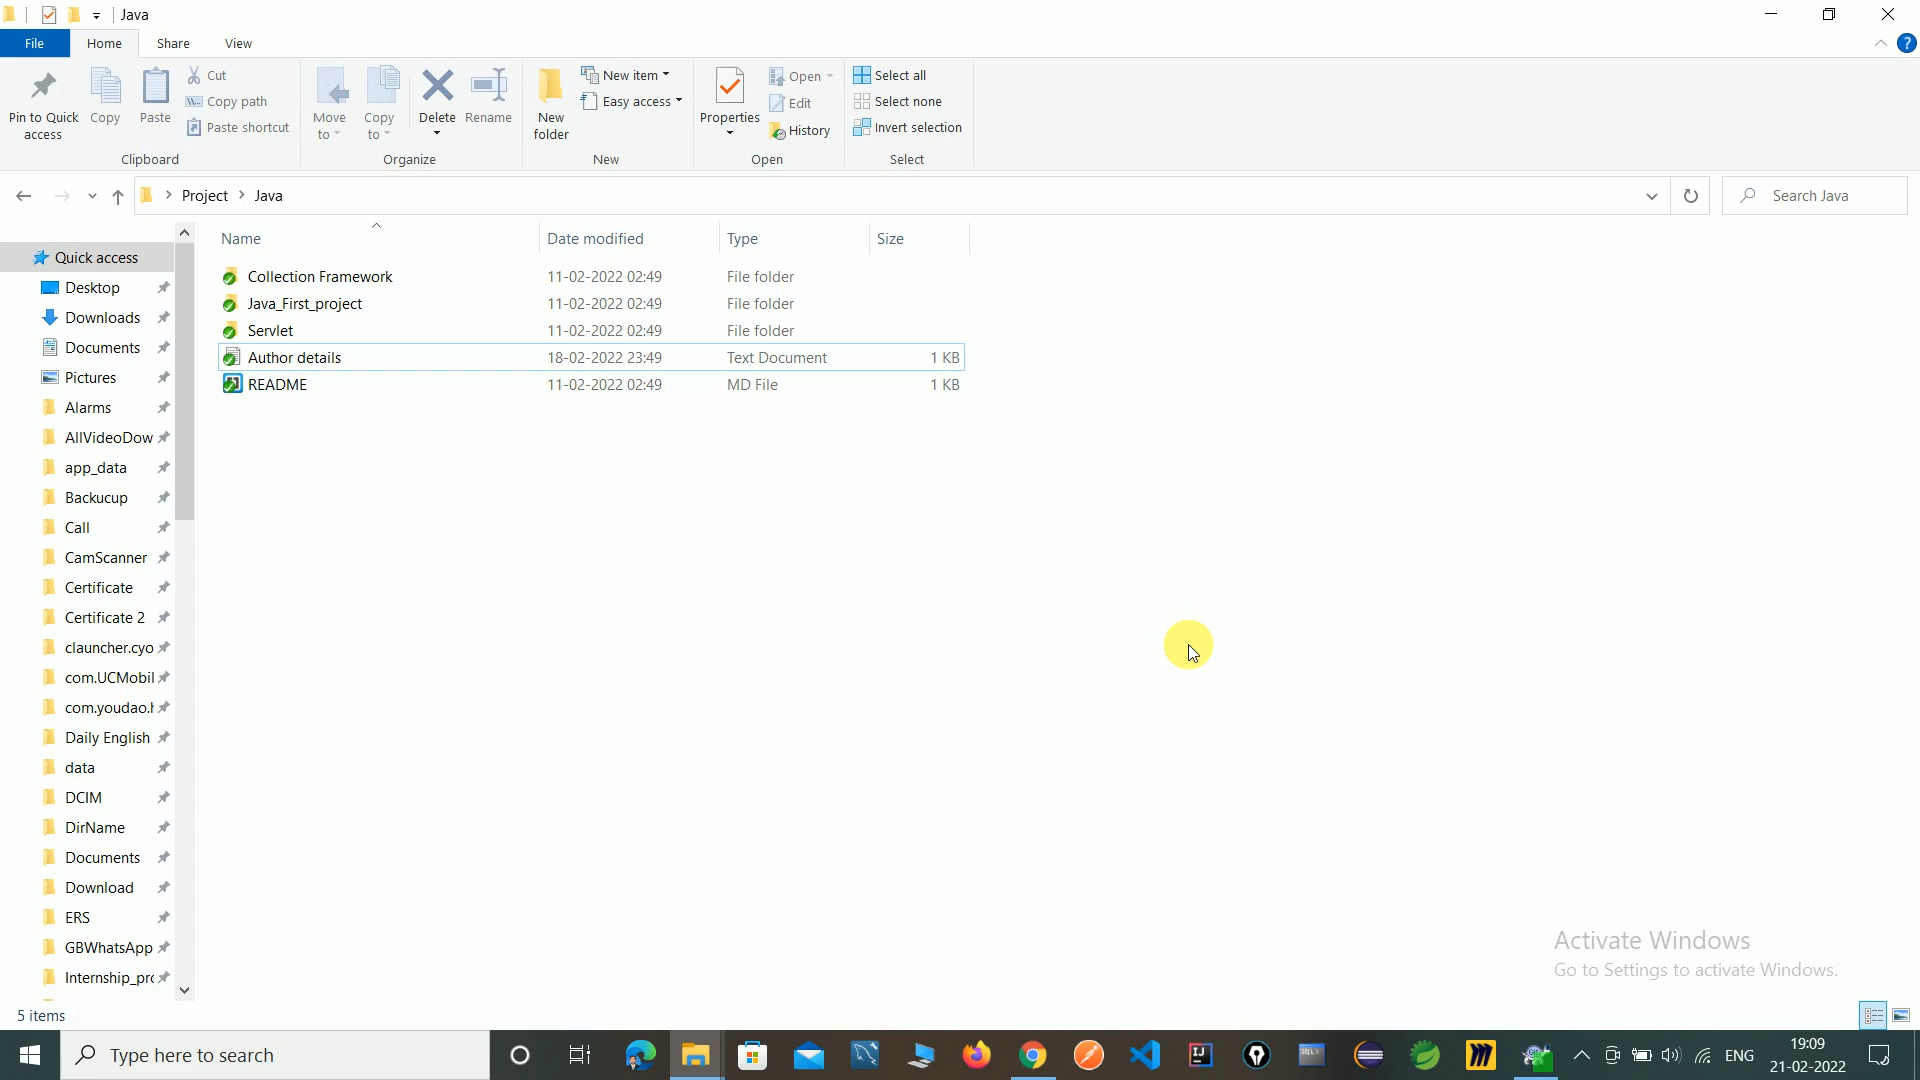 Java
File
Home
Share
View
Pin to Quick access
Copy
Paste
Cut
Copy path
Paste shortcut
Clipboard
Move to
Copy to
Delete
Rename
Organize
New folder
New item
Easy access
New
Properties
Open
Edit
History
Open
Select all
Select none
Invert selection
Select
Project > Java
Search Java
Name Date modified Type Size
Collection Framework 11-02-2022 02:49 File folder
Java_First_project 11-02-2022 02:49 File folder
Servlet 11-02-2022 02:49 File folder
Author details 18-02-2022 23:49 Text Document 1 KB
README 11-02-2022 02:49 MD File 1 KB
Quick access
Desktop
Downloads
Documents
Pictures
Alarms
AllVideoDow
app_data
Backucup
Call
CamScanner
Certificate
Certificate 2
clauncher.cyo
com.UCMobil
com.youdao.
Daily English
data
DCIM
DirName
Documents
Download
ERS
GBWhatsApp
Internship_prc
Activate Windows
Go to Settings to activate Windows.
5 items
Type here to search
SQL>
ENG
19:09
21-02-2022